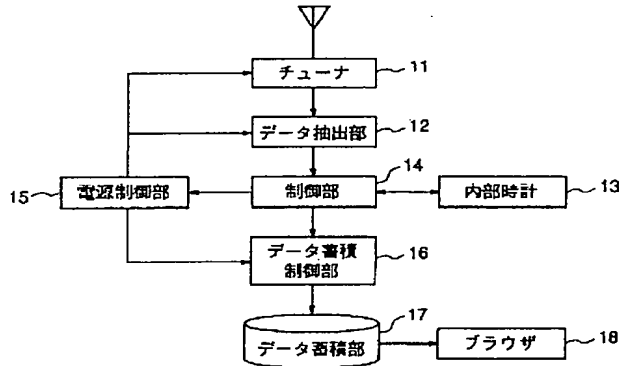 チューナ 11
データ抽出部 12
15 電源制御部 制御部 14 内部時計 13
データ蓄積
制御部 16
データ蓄積部 17 ブラウザ 18